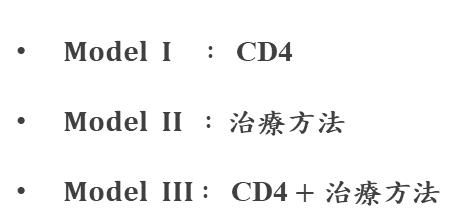 • Model I : CD4
• Model II : 治療方法
• Model III : CD4 + 治療方法